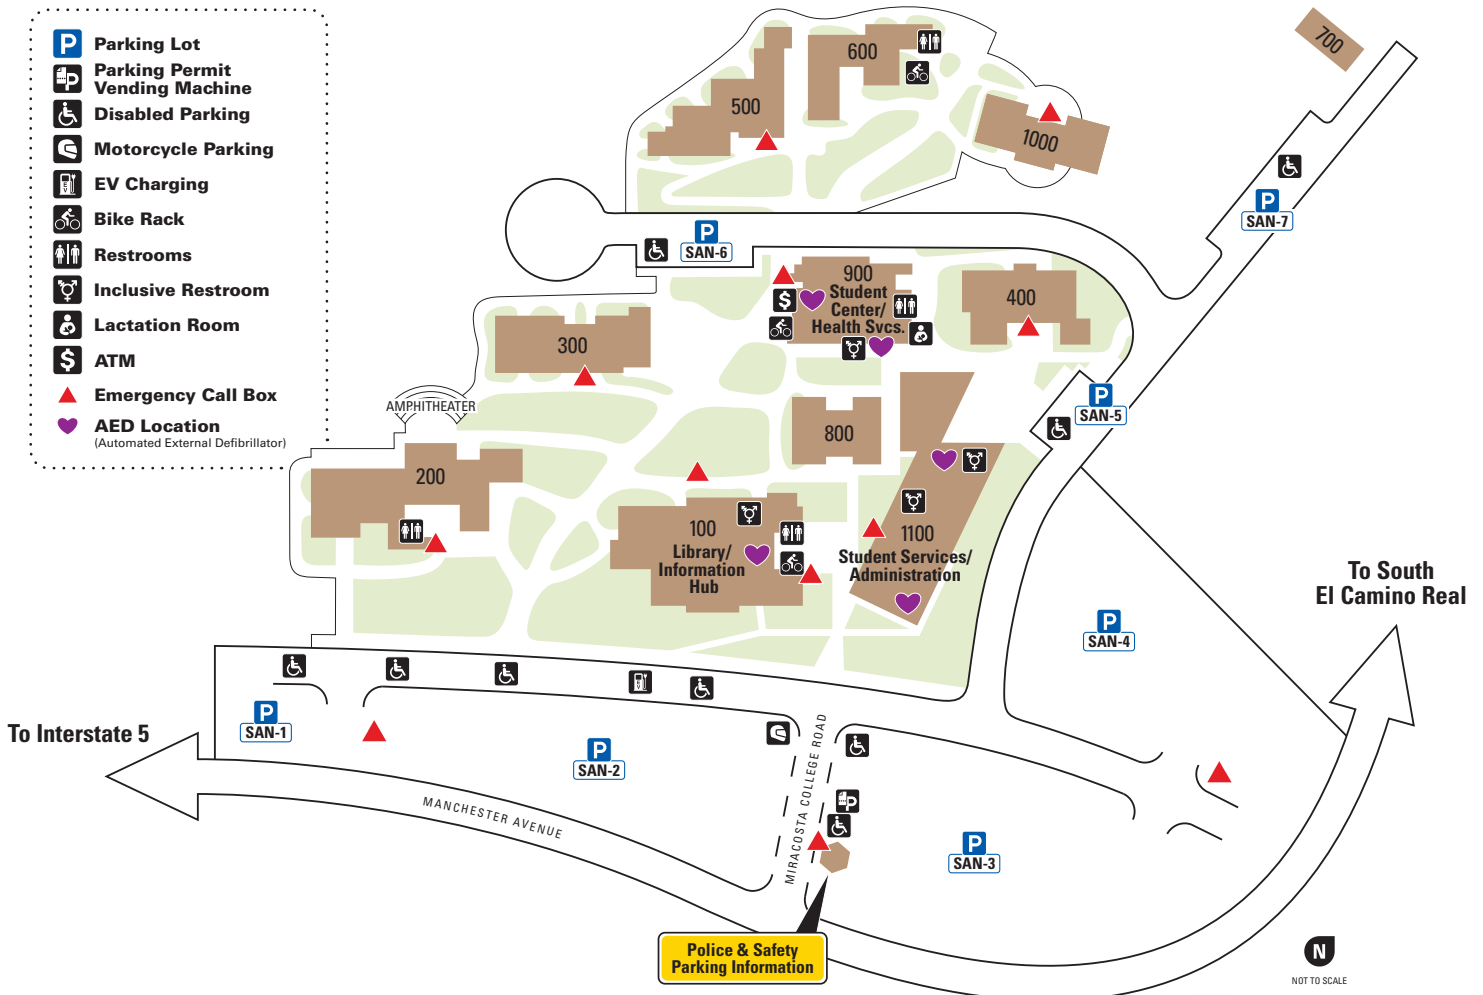 P Parking Lot
P Parking Permit
Vending Machine
Disabled Parking
Motorcycle Parking
EV EV Charging
Bike Rack
Restrooms
Inclusive Restroom
Lactation Room
$ ATM
Emergency Call Box
AED Location
(Automated External Defibrillator)
700
600
500
1000
P
SAN-7
P
SAN-6
900
Student
Center/
Health Svcs.
$
400
300
P
SAN-5
AMPHITEATER
800
200
100
Library/
Information
Hub
1100
Student Services/
Administration
To South
El Camino Real
P
SAN-4
P
SAN-1
To Interstate 5
P
SAN-2
MANCHESTER AVENUE
MIRACOSTA COLLEGE ROAD
P
P
SAN-3
Police & Safety
Parking Information
N
NOT TO SCALE